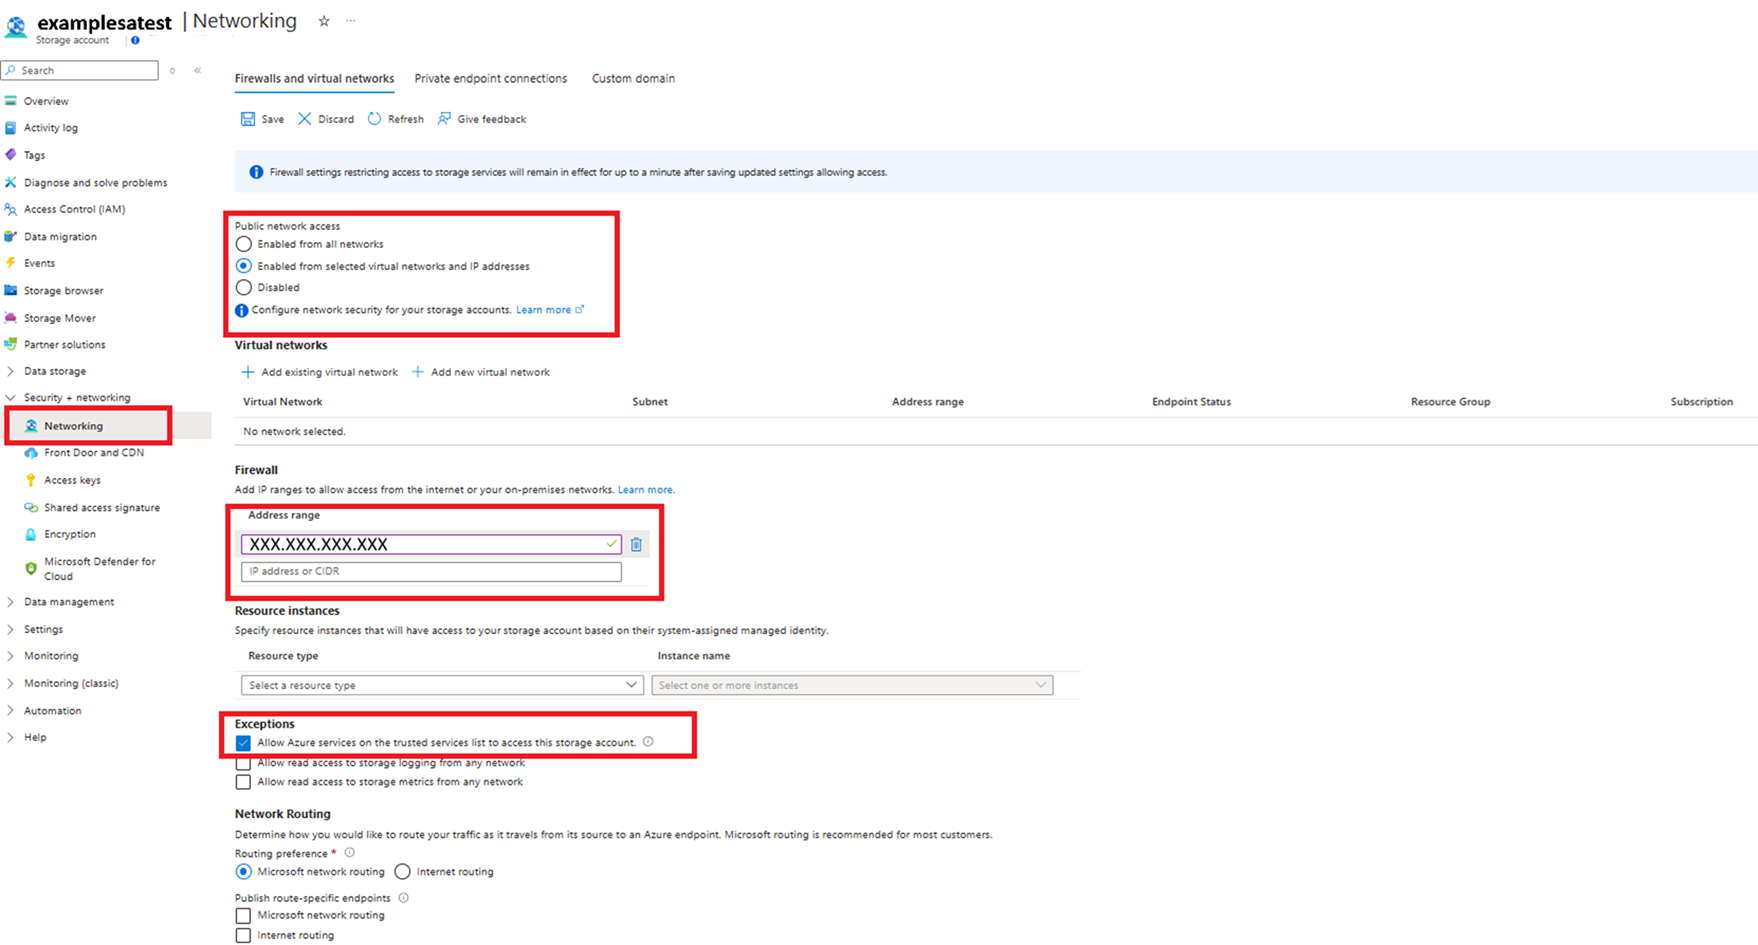 examplesatest | Networking
Storage account
Search
Overview
Activity log
Tags
Diagnose and solve problems
Access Control (IAM)
Data migration
Events
Storage browser
Storage Mover
Partner solutions
Data storage
Security + networking
Networking
Front Door and CDN
Access keys
Shared access signature
Encryption
Microsoft Defender for
Cloud
Data management
Settings
Monitoring
Monitoring (classic)
Automation
Help
Firewalls and virtual networks Private endpoint connections Custom domain
Save Discard Refresh Give feedback
Firewall settings restricting access to storage services will remain in effect for up to a minute after saving updated settings allowing access.
Public network access
Enabled from all networks
Enabled from selected virtual networks and IP addresses
Disabled
Configure network security for your storage accounts. Learn more
Virtual networks
Add existing virtual network Add new virtual network
Virtual Network Subnet Address range Endpoint Status Resource Group Subscription
No network selected.
Firewall
Add IP ranges to allow access from the internet or your on-premises networks. Learn more.
Address range
XXX.XXX.XXX.XXX
IP address or CIDR
Resource instances
Specify resource instances that will have access to your storage account based on their system-assigned managed identity.
Resource type Instance name
Select a resource type Select one or more instances
Exceptions
Allow Azure services on the trusted services list to access this storage account.
Allow read access to storage logging from any network
Allow read access to storage metrics from any network
Network Routing
Determine how you would like to route your traffic as it travels from its source to an Azure endpoint. Microsoft routing is recommended for most customers.
Routing preference *
Microsoft network routing Internet routing
Publish route-specific endpoints
Microsoft network routing
Internet routing